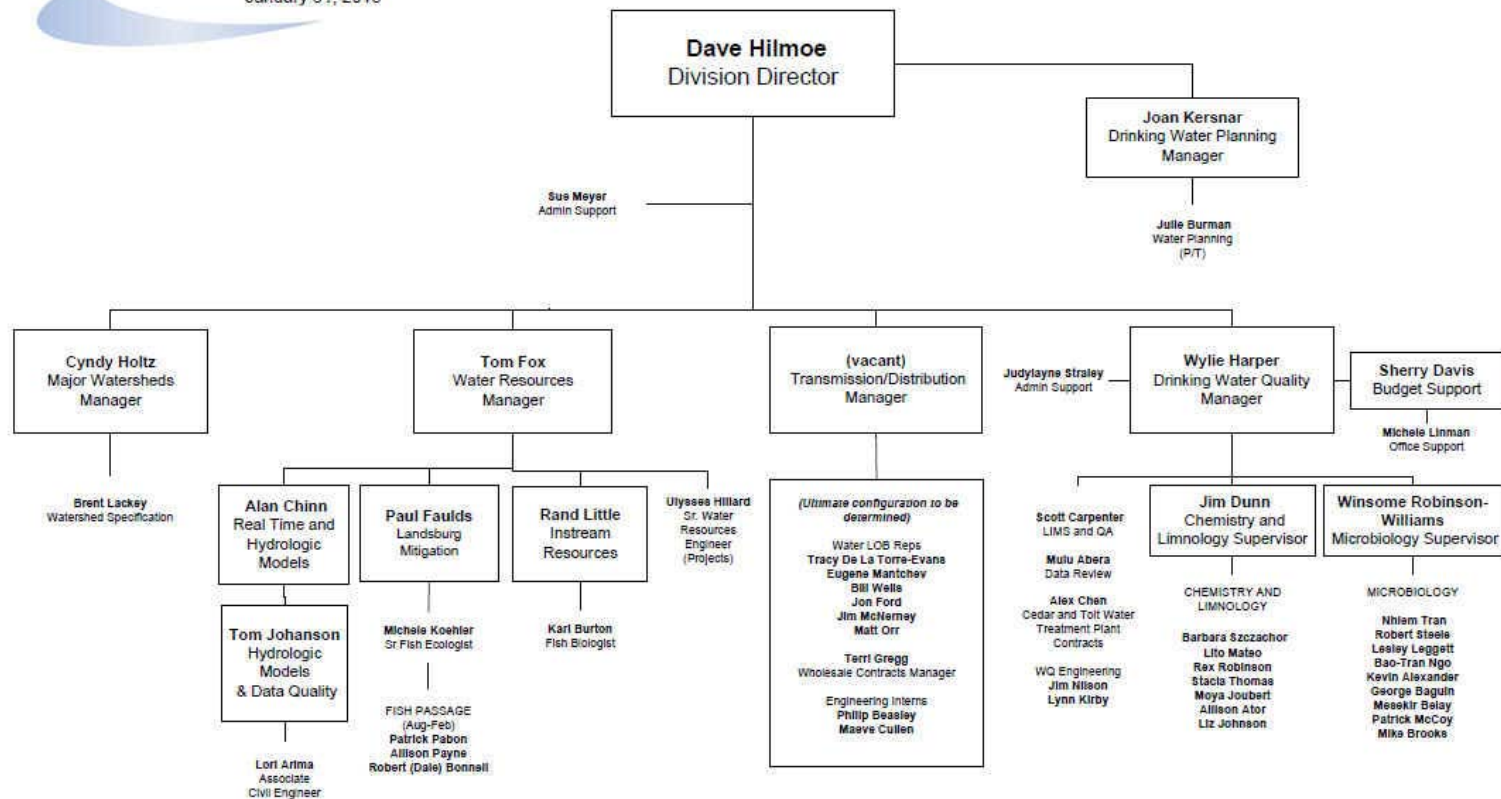 Dave Hilmoe
Division Director
Joan Kersnar
Drinking Water Planning
Manager
Sue Meyer
Admin Support
Julie Burman
Water Planning
(P/T)
Cyndy Holtz
Major Watersheds
Manager
Tom Fox
Water Resources
Manager
(vacant)
Transmission/Distribution
Manager
Judylayne Straley
Admin Support
Wylie Harper
Drinking Water Quality
Manager
Sherry Davis
Budget Support
Michele Linman
Office Support
Brent Lackey
Watershed Specification
Alan Chinn
Real Time and
Hydrologic
Models
Paul Faulds
Landsburg
Mitigation
Rand Little
Instream
Resources
Ulysses Hillard
Sr. Water
Resources
Engineer
(Projects)
Tom Johanson
Hydrologic
Models
& Data Quality
Lori Arima
Associate
Civil Engineer
Michele Koehler
Sr Fish Ecologist
FISH PASSAGE
(Aug-Feb)
Patrick Pabon
Allison Payne
Robert (Dale) Bonnell
Karl Burton
Fish Biologist
(Ultimate configuration to be
determined)
Water LOB Reps
Tracy De La Torre-Evans
Eugene Mantchev
Bill Wells
Jon Ford
Jim McNerney
Matt Orr
Terri Gregg
Wholesale Contracts Manager
Engineering Interns
Philip Beasley
Maeve Cullen
Scott Carpenter
LIMS and QA
Mulu Abera
Data Review
Alex Chen
Cedar and Tolt Water
Treatment Plant
Contracts
WQ Engineering
Jim Nilson
Lynn Kirby
Jim Dunn
Chemistry and
Limnology Supervisor
CHEMISTRY AND
LIMNOLOGY
Barbara Szczachor
Lito Mateo
Rex Robinson
Stacia Thomas
Moya Joubert
Allison Ator
Liz Johnson
Winsome Robinson-
Williams
Microbiology Supervisor
MICROBIOLOGY
Nhiem Tran
Robert Steele
Lesley Leggett
Bao-Tran Ngo
Kevin Alexander
George Baguin
Mesekir Belay
Patrick McCoy
Mike Brooks